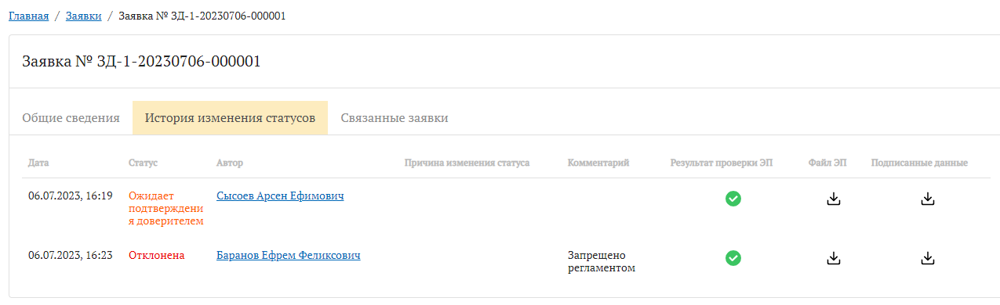 Главная / Заявки / Заявка № ЗД-1-20230706-000001
Заявка № ЗД-1-20230706-000001
Общие сведения История изменения статусов Связанные заявки
Дата Статус Автор Причина изменения статуса Комментарий Результат проверки ЭП Файл ЭП Подписанные данные
06.07.2023, 16:19 Ожидает Сысоев Арсен Ефимович
подтверждени
я доверителем
06.07.2023, 16:23 Отклонена Баранов Ефрем Феликсович Запрещено
регламентом